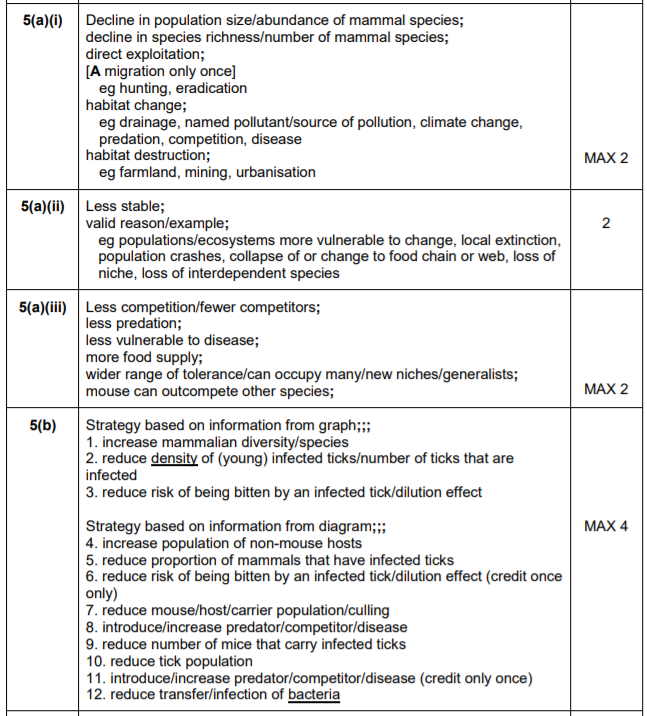 5(a)(i)
Decline in population size/abundance of mammal species;
decline in species richness/number of mammal species;
direct exploitation;
[A migration only once]
eg hunting, eradication
habitat change;
eg drainage, named pollutant/source of pollution, climate change,
predation, competition, disease
habitat destruction;
eg farmland, mining, urbanisation
MAX 2
5(a)(ii)
Less stable;
valid reason/example;
eg populations/ecosystems more vulnerable to change, local extinction,
population crashes, collapse of or change to food chain or web, loss of
niche, loss of interdependent species
2
5(a)(iii)
Less competition/fewer competitors;
less predation;
less vulnerable to disease;
more food supply;
wider range of tolerance/can occupy many/new niches/generalists;
mouse can outcompete other species;
MAX 2
5(b)
Strategy based on information from graph;;;
1. increase mammalian diversity/species
2. reduce density of (young) infected ticks/number of ticks that are
infected
3. reduce risk of being bitten by an infected tick/dilution effect
Strategy based on information from diagram;;;
4. increase population of non-mouse hosts
5. reduce proportion of mammals that have infected ticks
6. reduce risk of being bitten by an infected tick/dilution effect (credit once
only)
7. reduce mouse/host/carrier population/culling
8. introduce/increase predator/competitor/disease
9. reduce number of mice that carry infected ticks
10. reduce tick population
11. introduce/increase predator/competitor/disease (credit only once)
12. reduce transfer/infection of bacteria
MAX 4